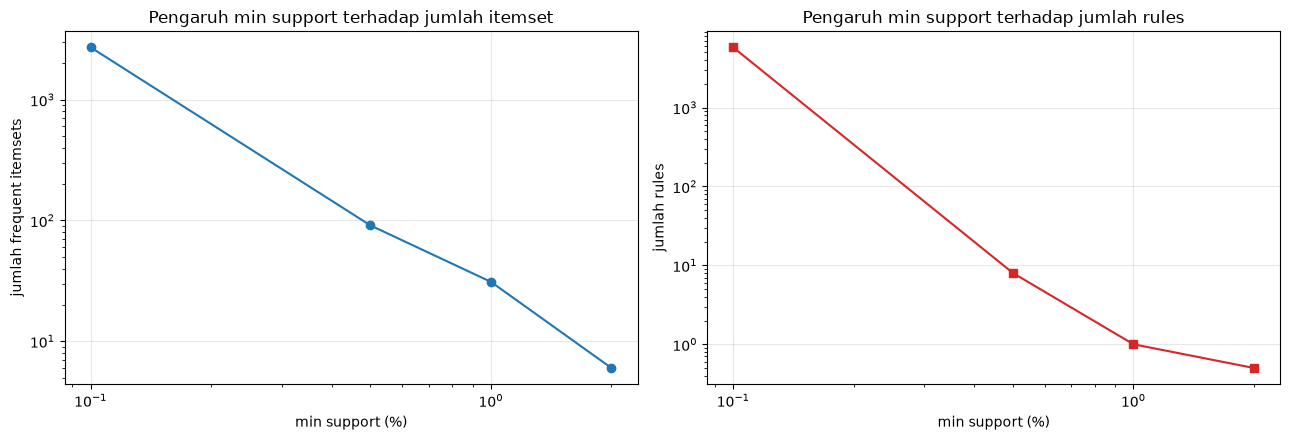 Pengaruh min support terhadap jumlah itemset
jumlah frequent itemsets
10³
10²
10¹
10⁻¹
10⁰
min support (%)
Pengaruh min support terhadap jumlah rules
jumlah rules
10³
10²
10¹
10⁰
10⁻¹
10⁰
min support (%)